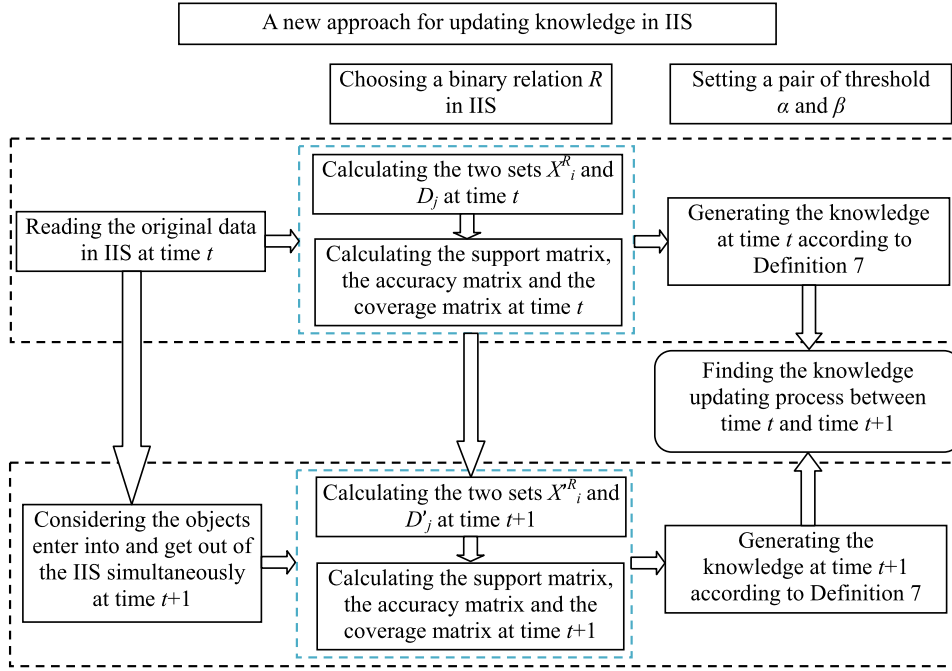 A new approach for updating knowledge in IIS
Choosing a binary relation R
in IIS
Setting a pair of threshold
α and β
Calculating the two sets X^R_i and
D_j at time t
Reading the original data
in IIS at time t
Calculating the support matrix,
the accuracy matrix and the
coverage matrix at time t
Generating the knowledge
at time t according to
Definition 7
Finding the knowledge
updating process between
time t and time t+1
Considering the objects
enter into and get out of
the IIS simultaneously
at time t+1
Calculating the two sets X'^R_i and
D'_j at time t+1
Calculating the support matrix,
the accuracy matrix and the
coverage matrix at time t+1
Generating the
knowledge at time t+1
according to Definition 7